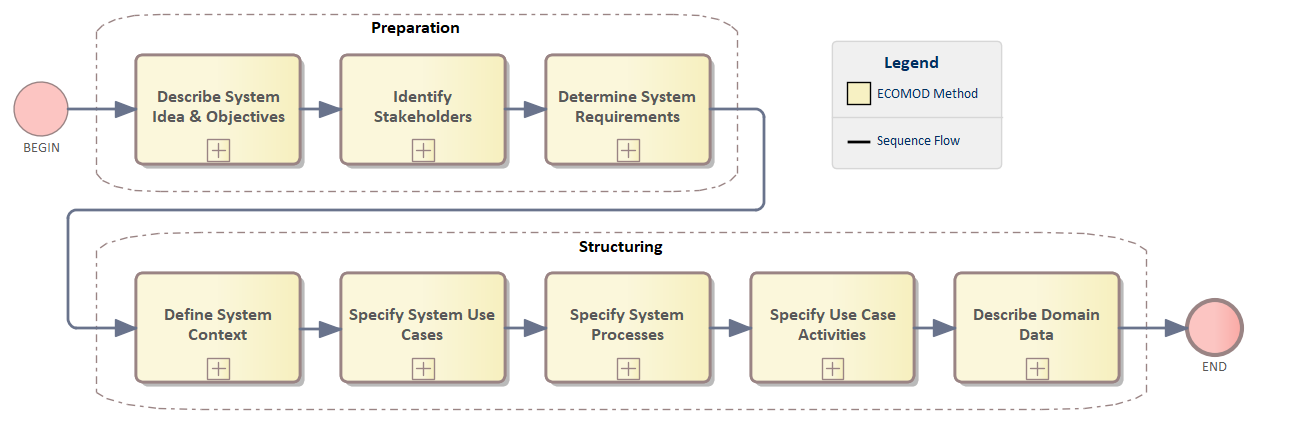 Preparation
Legend
ECOMOD Method
Sequence Flow
BEGIN
Describe System
Idea & Objectives
Identify
Stakeholders
Determine System
Requirements
Structuring
Define System
Context
Specify System Use
Cases
Specify System
Processes
Specify Use Case
Activities
Describe Domain
Data
END